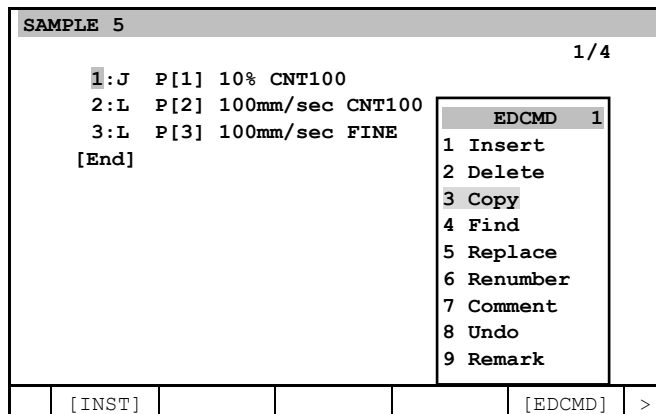 SAMPLE 5
1/4
1:J P[1] 10% CNT100
2:L P[2] 100mm/sec CNT100
3:L P[3] 100mm/sec FINE
[End]
EDCMD 1
1 Insert
2 Delete
3 Copy
4 Find
5 Replace
6 Renumber
7 Comment
8 Undo
9 Remark
[INST] [EDCMD] >